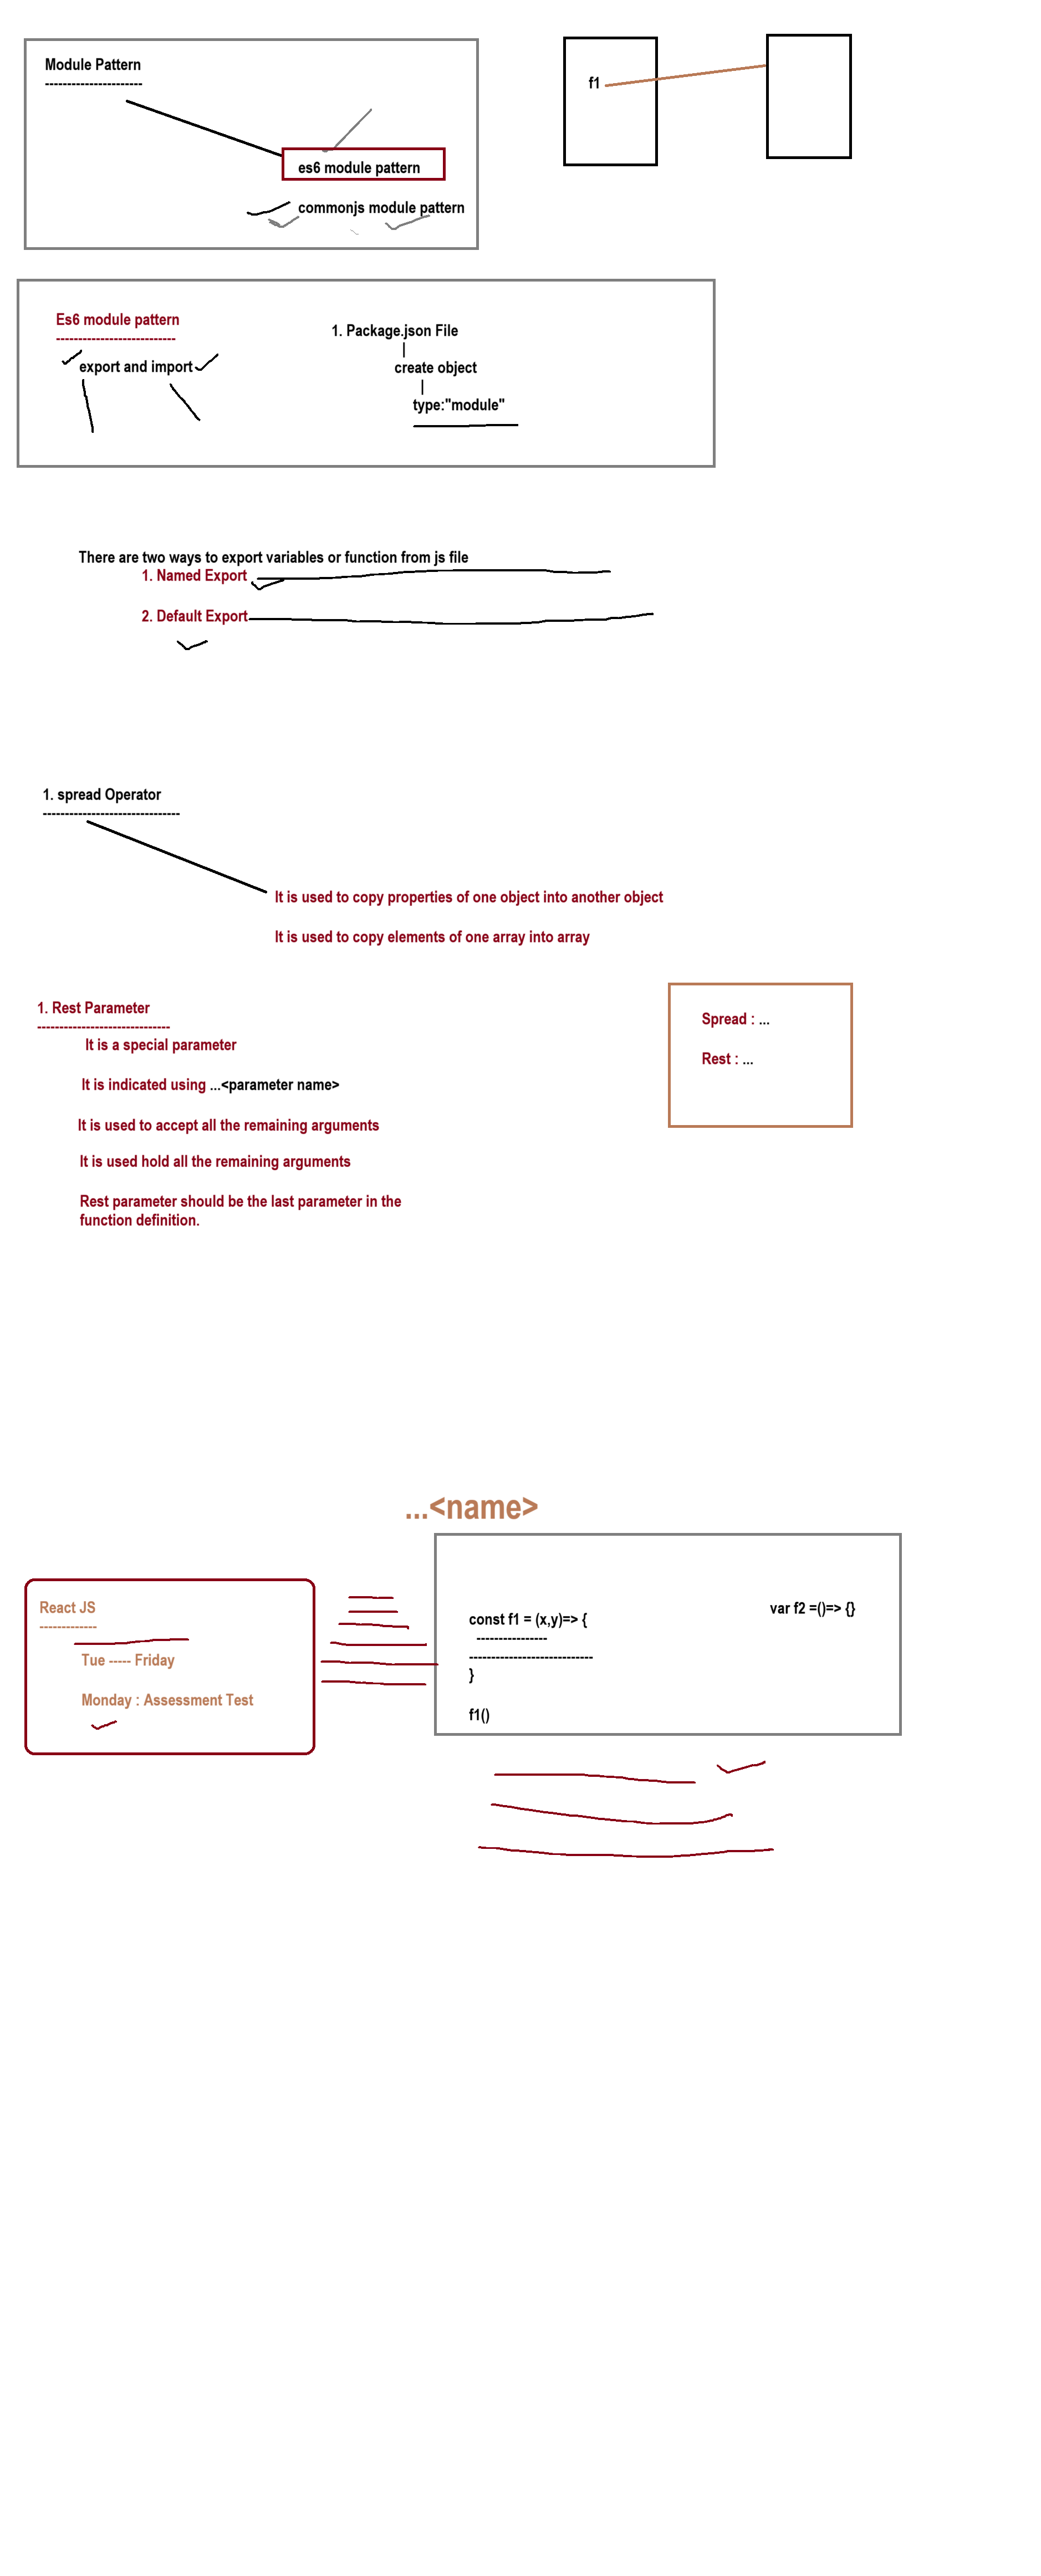 Module Pattern
----------------------
f1
es6 module pattern
commonjs module pattern
Es6 module pattern
---------------------------
export and import
1. Package.json File
|
create object
|
type:"module"
There are two ways to export variables or function from js file
1. Named Export
2. Default Export
1. spread Operator
-------------------------------
It is used to copy properties of one object into another object
It is used to copy elements of one array into array
1. Rest Parameter
------------------------------
It is a special parameter
It is indicated using ...<parameter name>
It is used to accept all the remaining arguments
It is used hold all the remaining arguments
Rest parameter should be the last parameter in the
function definition.
Spread : ...
Rest : ...
...<name>
React JS
-------------
Tue ----- Friday
Monday : Assessment Test
const f1 = (x,y)=> {
----------------
----------------------------
}
f1()
var f2 =()=> {}